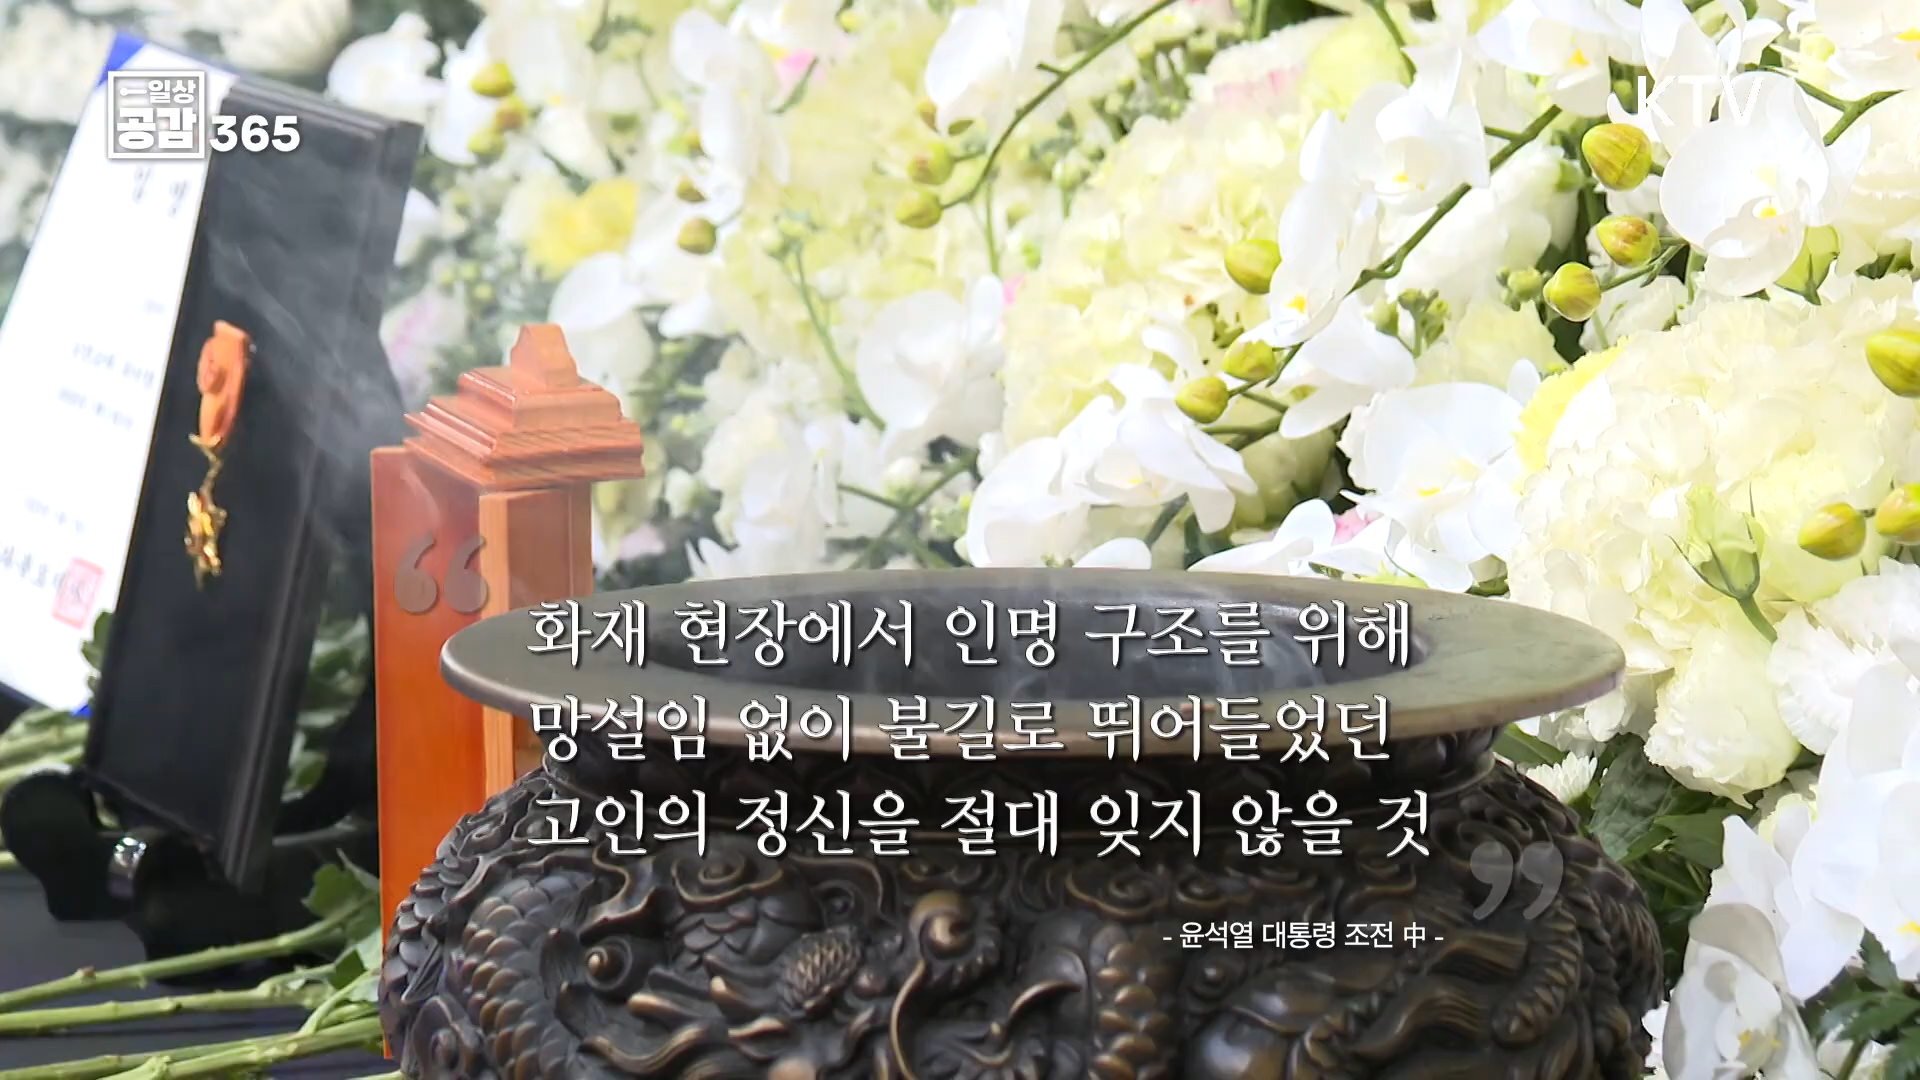 일상
공감 365
KTV
임 명
“ 화재 현장에서 인명 구조를 위해
망설임 없이 불길로 뛰어들었던
고인의 정신을 절대 잊지 않을 것 ”
- 윤석열 대통령 조전 中 -